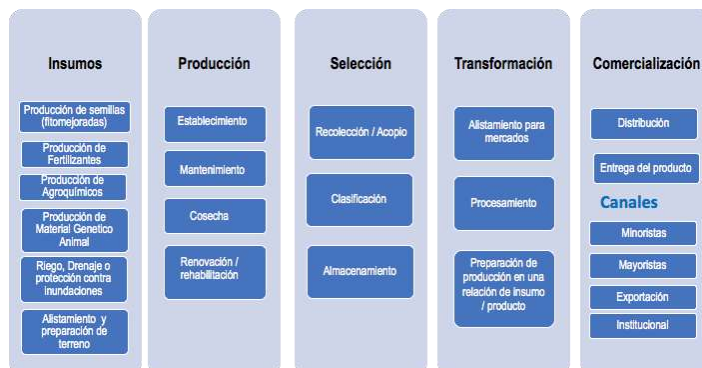 Insumos
Producción de semillas
(fitomejoradas)
Producción de
Fertilizantes
Producción de
Agroquímicos
Producción de
Material Genetico
Animal
Riego, Drenaje o
protección contra
inundaciones
Alistamiento y
preparación de
terreno
Producción
Establecimiento
Mantenimiento
Cosecha
Renovación /
rehabilitación
Selección
Recolección / Acopio
Clasificación
Almacenamiento
Transformación
Alistamiento para
mercados
Procesamiento
Preparación de
producción en una
relación de insumo
/ producto
Comercialización
Distribución
Entrega del producto
Canales
Minoristas
Mayoristas
Exportación
Institucional